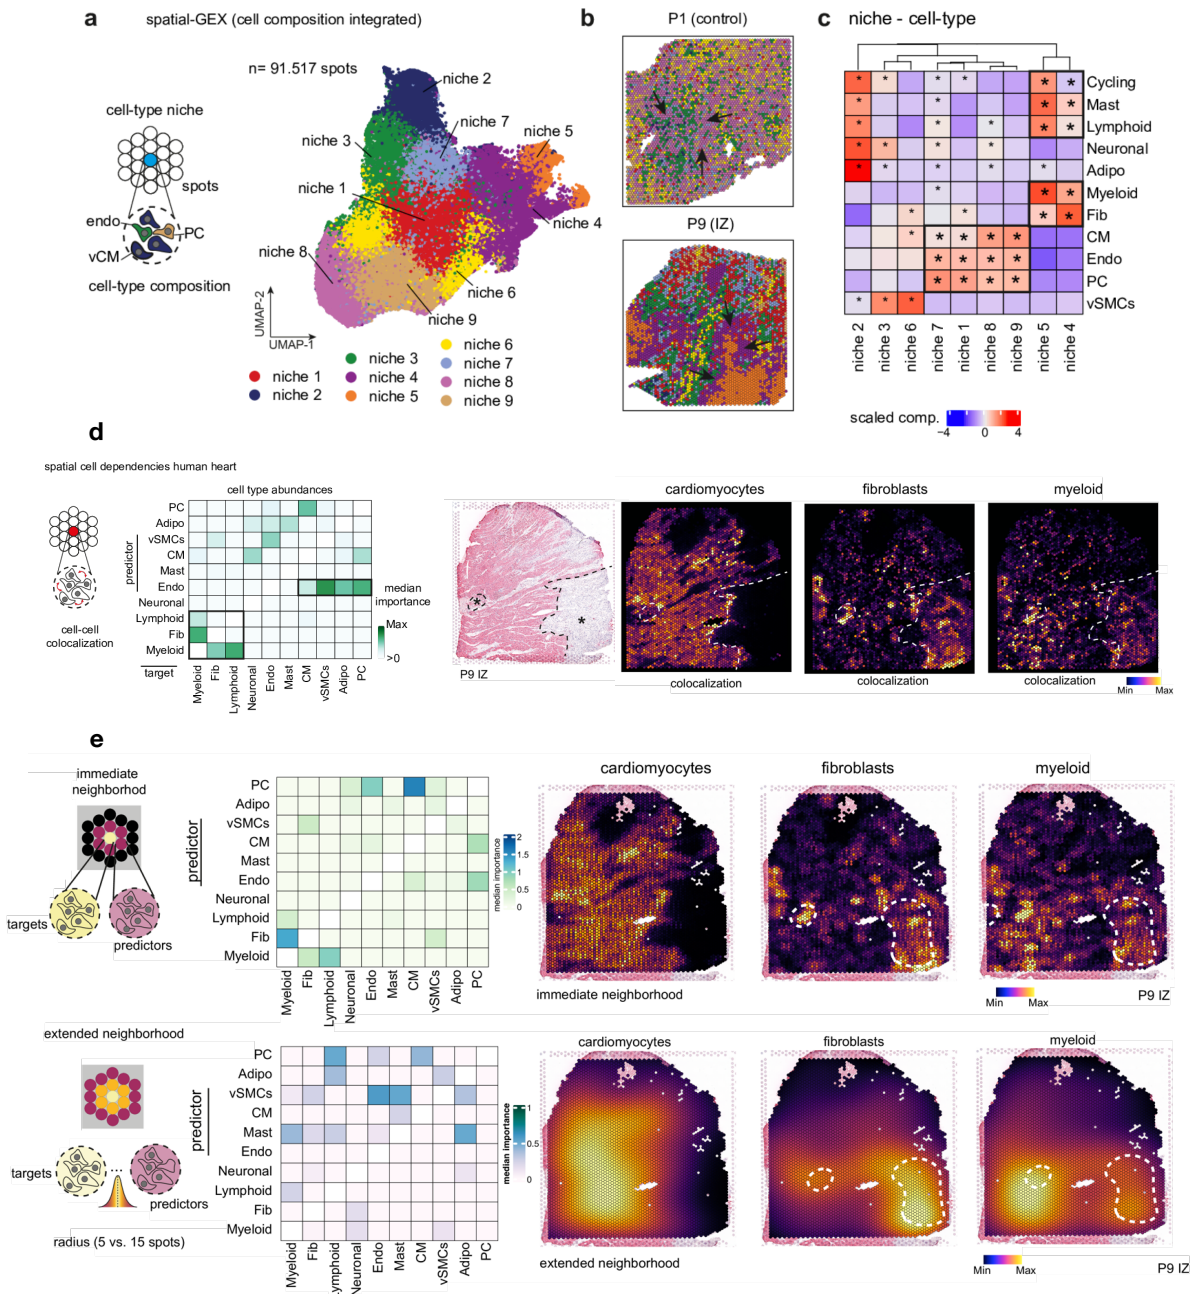 a
spatial-GEX (cell composition integrated)
n= 91.517 spots
cell-type niche
spots
endo
PC
vCM
cell-type composition
niche 2
niche 7
niche 3
niche 5
niche 1
niche 4
niche 8
niche 6
niche 9
UMAP-2
UMAP-1
niche 1
niche 2
niche 3
niche 4
niche 5
niche 6
niche 7
niche 8
niche 9
b
P1 (control)
P9 (IZ)
c
niche - cell-type
* * * * * *
* * * *
* * * * *
* * * *
* * * * *
* * *
* * * *
* * * * *
* * * *
* * * *
* * *
Cycling
Mast
Lymphoid
Neuronal
Adipo
Myeloid
Fib
CM
Endo
PC
vSMCs
niche 2
niche 3
niche 6
niche 7
niche 1
niche 8
niche 9
niche 5
niche 4
scaled comp.
−4 0 4
d
spatial cell dependencies human heart
cell-cell
colocalization
cell type abundances
predictor
PC
Adipo
vSMCs
CM
Mast
Endo
Neuronal
Lymphoid
Fib
Myeloid
target
Myeloid
Fib
Lymphoid
Neuronal
Endo
Mast
CM
vSMCs
Adipo
PC
median
importance
Max
>0
*
*
P9 IZ
cardiomyocytes
colocalization
fibroblasts
colocalization
myeloid
colocalization
Min Max
e
immediate
neighborhod
targets
predictors
predictor
PC
Adipo
vSMCs
CM
Mast
Endo
Neuronal
Lymphoid
Fib
Myeloid
Myeloid
Fib
Lymphoid
Neuronal
Endo
Mast
CM
vSMCs
Adipo
PC
median importance
2
1.5
1
0.5
0
cardiomyocytes
fibroblasts
myeloid
immediate neighborhood
Min Max
P9 IZ
extended neighborhood
targets
...
predictors
radius (5 vs. 15 spots)
predictor
PC
Adipo
vSMCs
CM
Mast
Endo
Neuronal
Lymphoid
Fib
Myeloid
Myeloid
Fib
Lymphoid
Neuronal
Endo
Mast
CM
vSMCs
Adipo
PC
median importance
1
0.5
0
cardiomyocytes
fibroblasts
myeloid
extended neighborhood
Min Max
P9 IZ